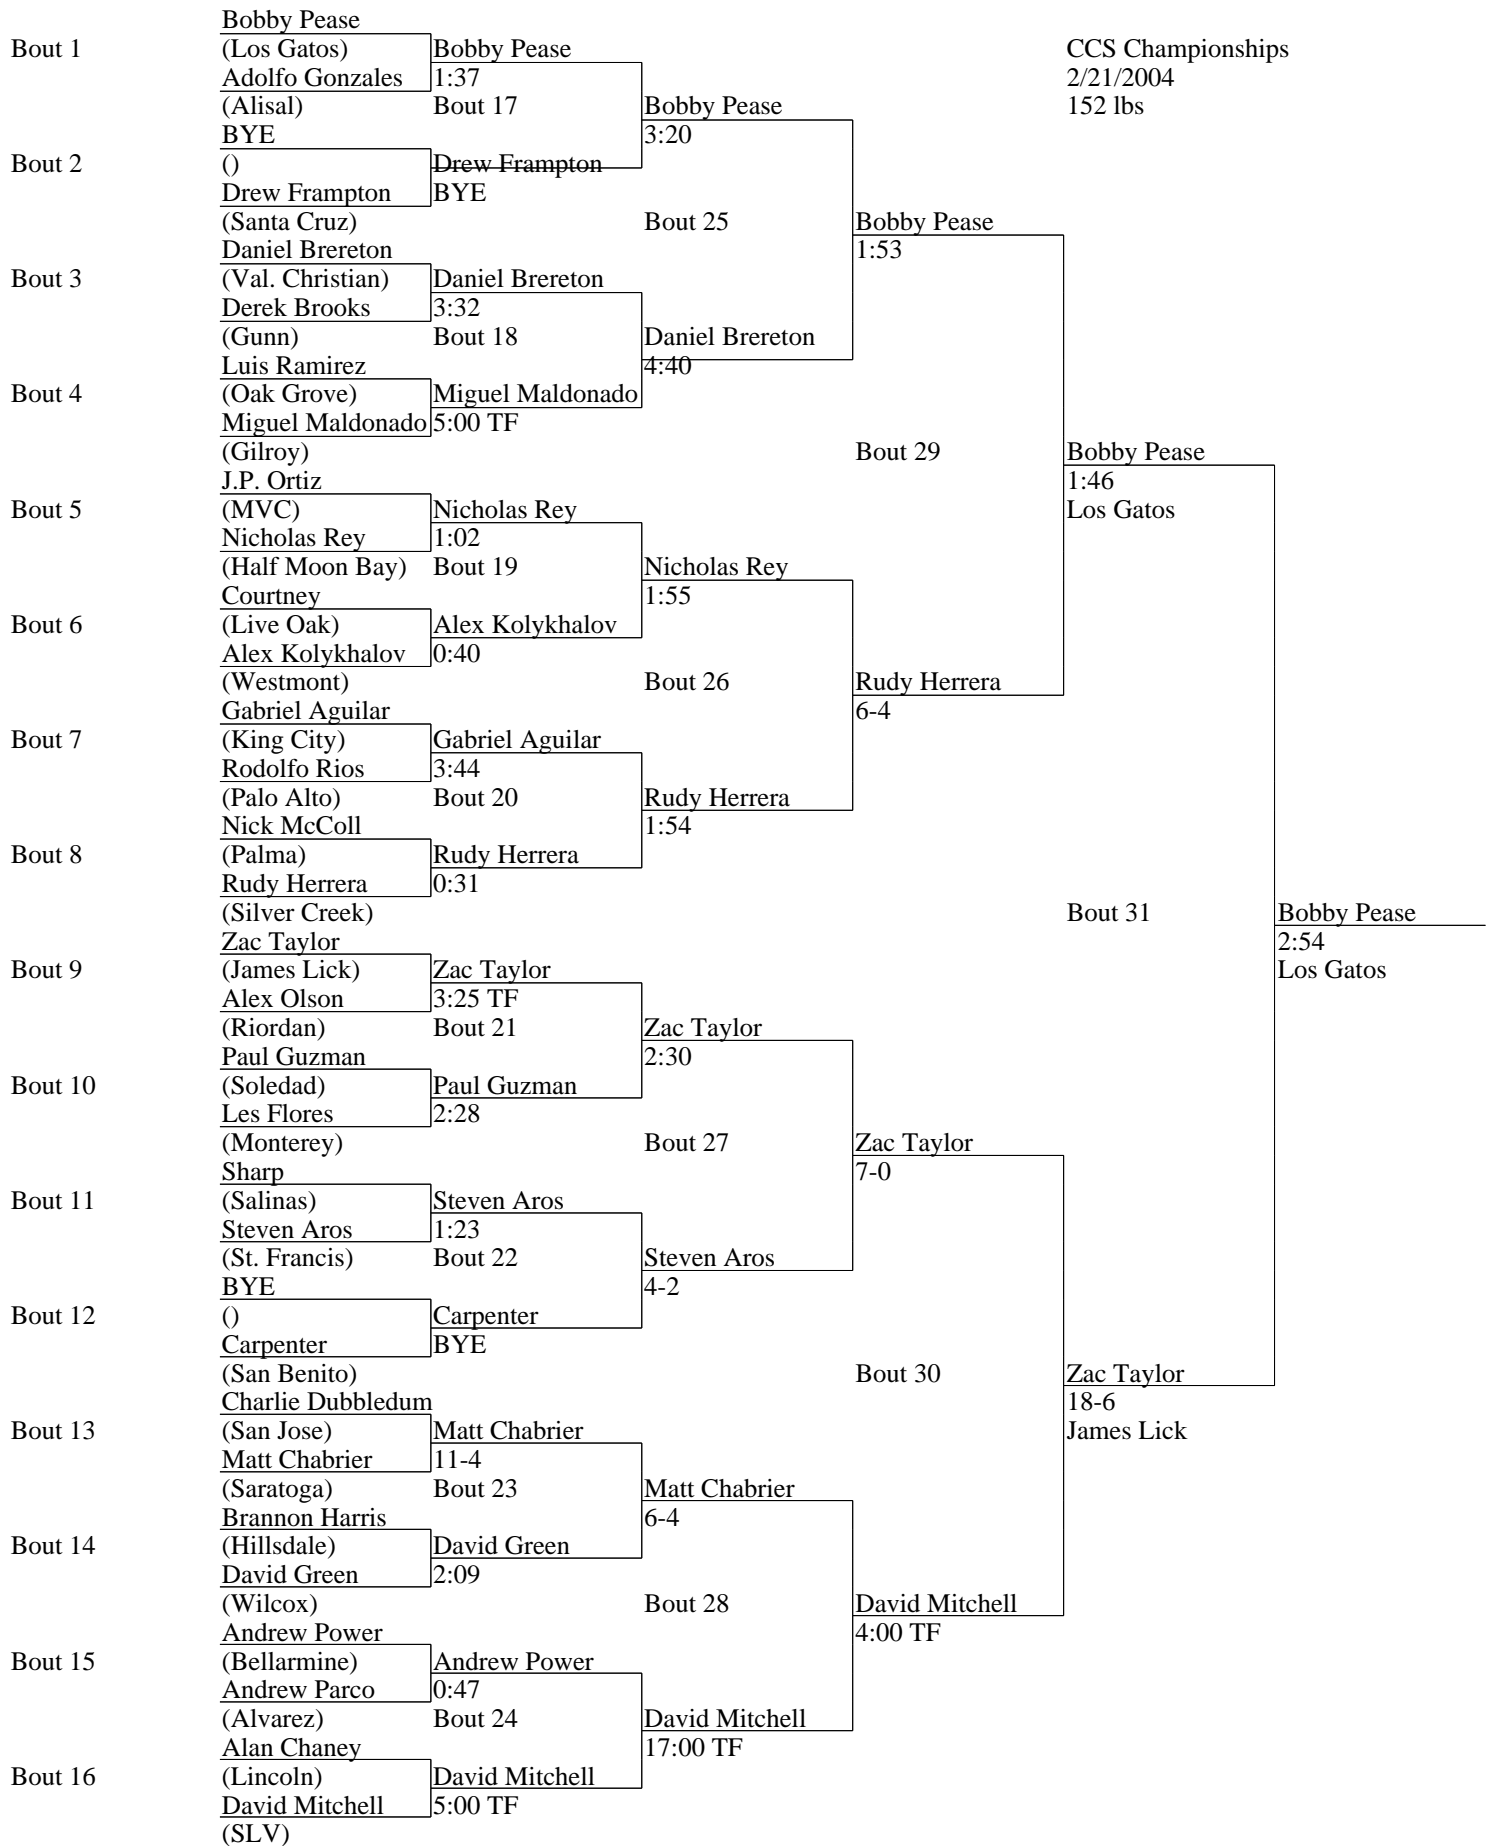 Bobby Pease
Bout 1 (Los Gatos) Bobby Pease CCS Championships
Adolfo Gonzales 1:37 2/21/2004
(Alisal) Bout 17 Bobby Pease 152 lbs
BYE 3:20
Bout 2 () Drew Frampton
Drew Frampton BYE
(Santa Cruz) Bout 25 Bobby Pease
Daniel Brereton 1:53
Bout 3 (Val. Christian) Daniel Brereton
Derek Brooks 3:32
(Gunn) Bout 18 Daniel Brereton
Luis Ramirez 4:40
Bout 4 (Oak Grove) Miguel Maldonado
Miguel Maldonado 5:00 TF
(Gilroy) Bout 29 Bobby Pease
J.P. Ortiz 1:46
Bout 5 (MVC) Nicholas Rey Los Gatos
Nicholas Rey 1:02
(Half Moon Bay) Bout 19 Nicholas Rey
Courtney 1:55
Bout 6 (Live Oak) Alex Kolykhalov
Alex Kolykhalov 0:40
(Westmont) Bout 26 Rudy Herrera
Gabriel Aguilar 6-4
Bout 7 (King City) Gabriel Aguilar
Rodolfo Rios 3:44
(Palo Alto) Bout 20 Rudy Herrera
Nick McColl 1:54
Bout 8 (Palma) Rudy Herrera
Rudy Herrera 0:31
(Silver Creek) Bout 31 Bobby Pease
Zac Taylor 2:54
Bout 9 (James Lick) Zac Taylor Los Gatos
Alex Olson 3:25 TF
(Riordan) Bout 21 Zac Taylor
Paul Guzman 2:30
Bout 10 (Soledad) Paul Guzman
Les Flores 2:28
(Monterey) Bout 27 Zac Taylor
Sharp 7-0
Bout 11 (Salinas) Steven Aros
Steven Aros 1:23
(St. Francis) Bout 22 Steven Aros
BYE 4-2
Bout 12 () Carpenter
Carpenter BYE
(San Benito) Bout 30 Zac Taylor
Charlie Dubbledum 18-6
Bout 13 (San Jose) Matt Chabrier James Lick
Matt Chabrier 11-4
(Saratoga) Bout 23 Matt Chabrier
Brannon Harris 6-4
Bout 14 (Hillsdale) David Green
David Green 2:09
(Wilcox) Bout 28 David Mitchell
Andrew Power 4:00 TF
Bout 15 (Bellarmine) Andrew Power
Andrew Parco 0:47
(Alvarez) Bout 24 David Mitchell
Alan Chaney 17:00 TF
Bout 16 (Lincoln) David Mitchell
David Mitchell 5:00 TF
(SLV)